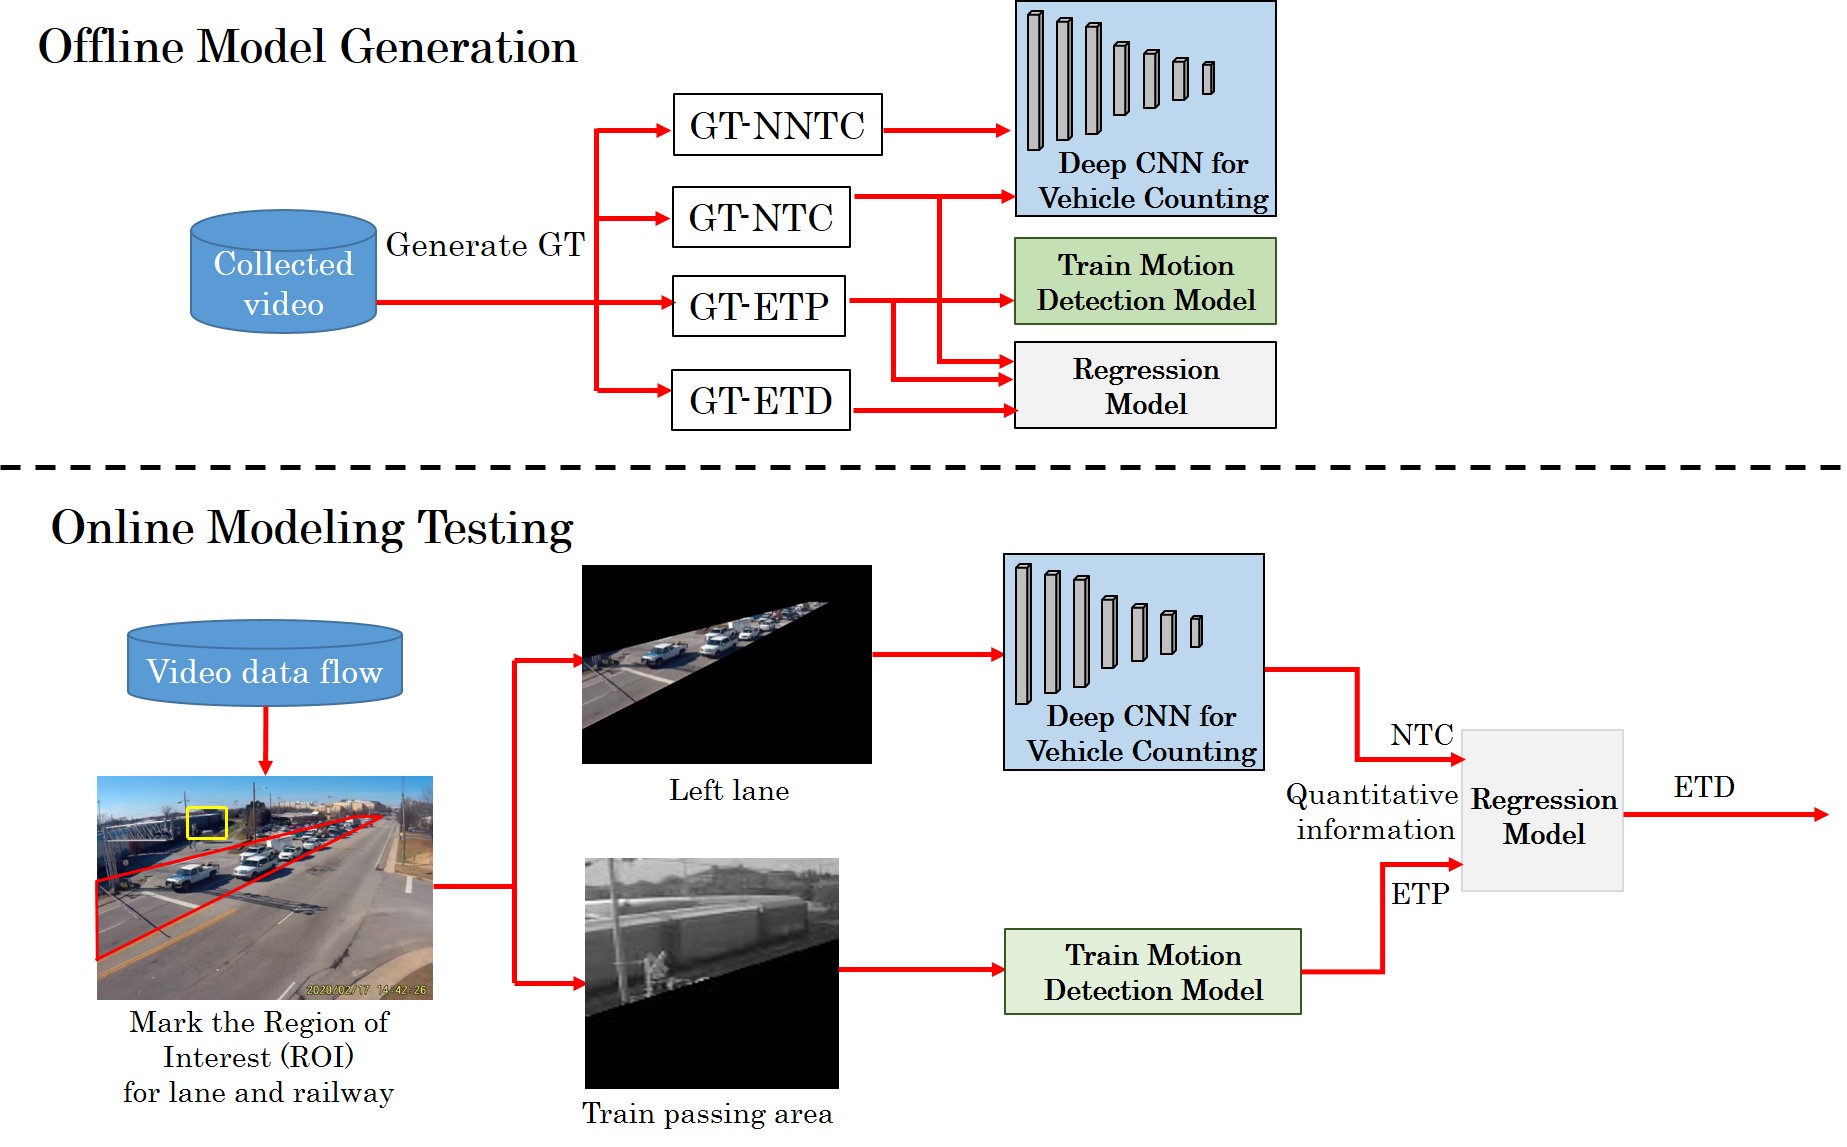 Offline Model Generation
GT-NNTC
Deep CNN for
Vehicle Counting
GT-NTC
Generate GT
Collected
video
Train Motion
Detection Model
GT-ETP
Regression
Model
GT-ETD
Online Modeling Testing
Video data flow
Left lane
Deep CNN for
Vehicle Counting
NTC
Quantitative
information
Regression
Model
ETD
ETP
2020/02/17 14-42-26
Mark the Region of
Interest (ROI)
for lane and railway
Train passing area
Train Motion
Detection Model